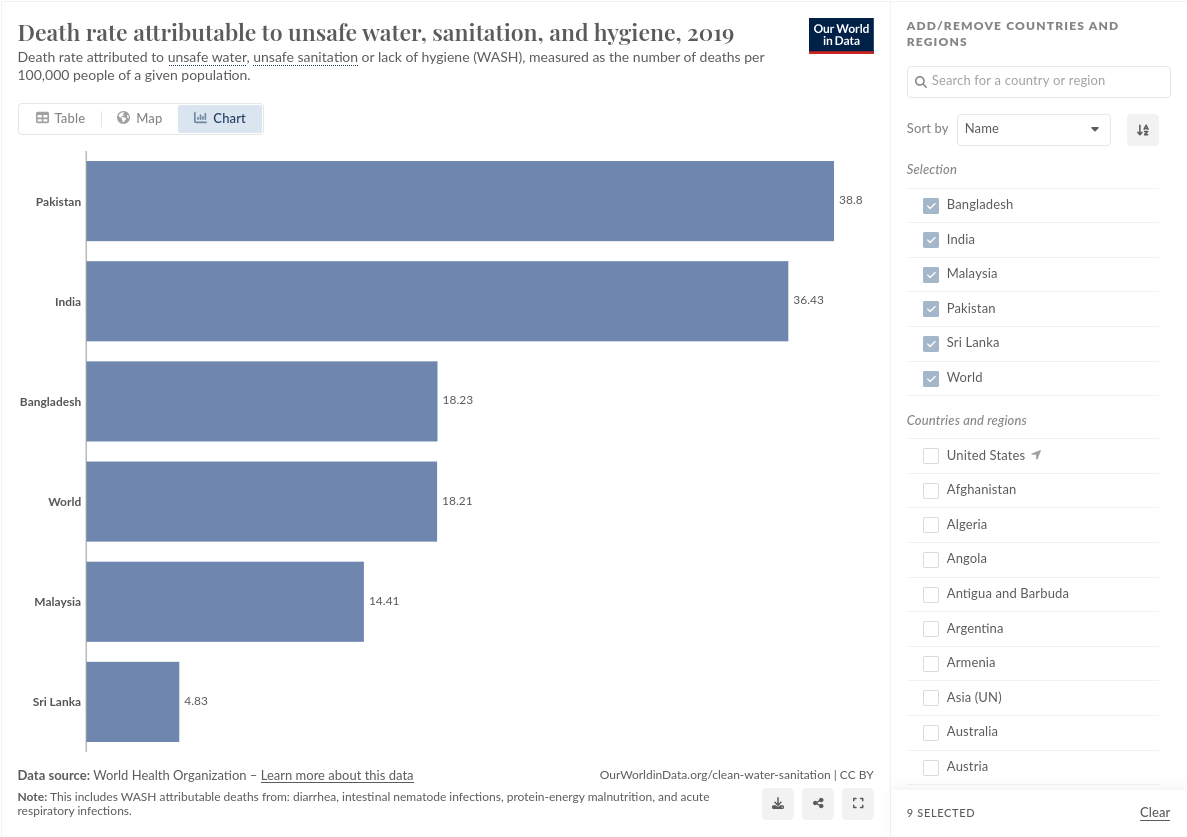 Death rate attributable to unsafe water, sanitation, and hygiene, 2019
Death rate attributed to unsafe water, unsafe sanitation or lack of hygiene (WASH), measured as the number of deaths per
100,000 people of a given population.
Our World
in Data
Table
Map
Chart
Pakistan
38.8
India
36.43
Bangladesh
18.23
World
18.21
Malaysia
14.41
Sri Lanka
4.83
Data source: World Health Organization – Learn more about this data
OurWorldinData.org/clean-water-sanitation | CC BY
Note: This includes WASH attributable deaths from: diarrhea, intestinal nematode infections, protein-energy malnutrition, and acute
respiratory infections.
ADD/REMOVE COUNTRIES AND
REGIONS
Search for a country or region
Sort by
Name
Selection
Bangladesh
India
Malaysia
Pakistan
Sri Lanka
World
Countries and regions
United States
Afghanistan
Algeria
Angola
Antigua and Barbuda
Argentina
Armenia
Asia (UN)
Australia
Austria
9 SELECTED
Clear